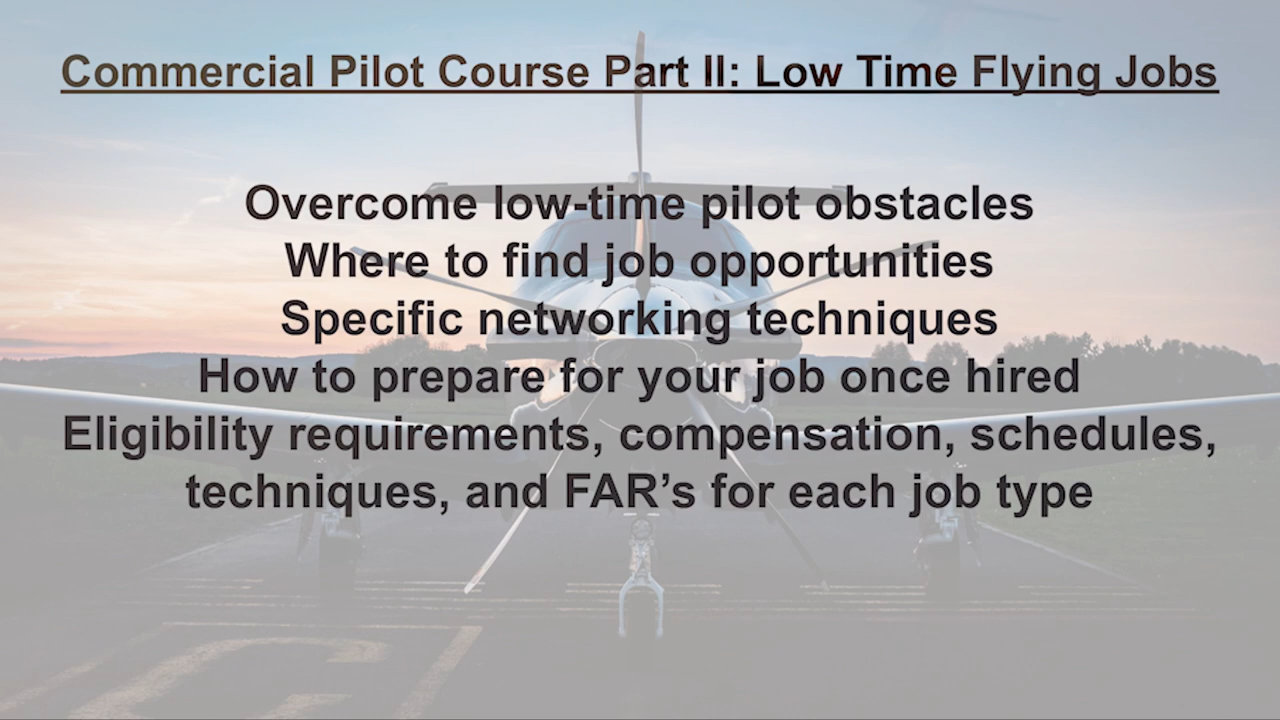 Commercial Pilot Course Part II: Low Time Flying Jobs
Overcome low-time pilot obstacles
Where to find job opportunities
Specific networking techniques
How to prepare for your job once hired
Eligibility requirements, compensation, schedules,
techniques, and FAR’s for each job type